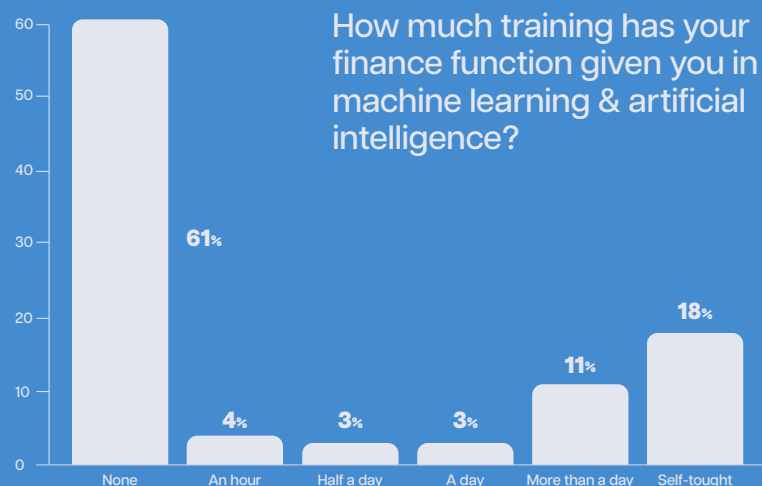 How much training has your
finance function given you in
machine learning & artificial
intelligence?
60
50
40
30
20
10
0
61%
4%
3%
3%
11%
18%
None An hour Half a day A day More than a day Self-tought